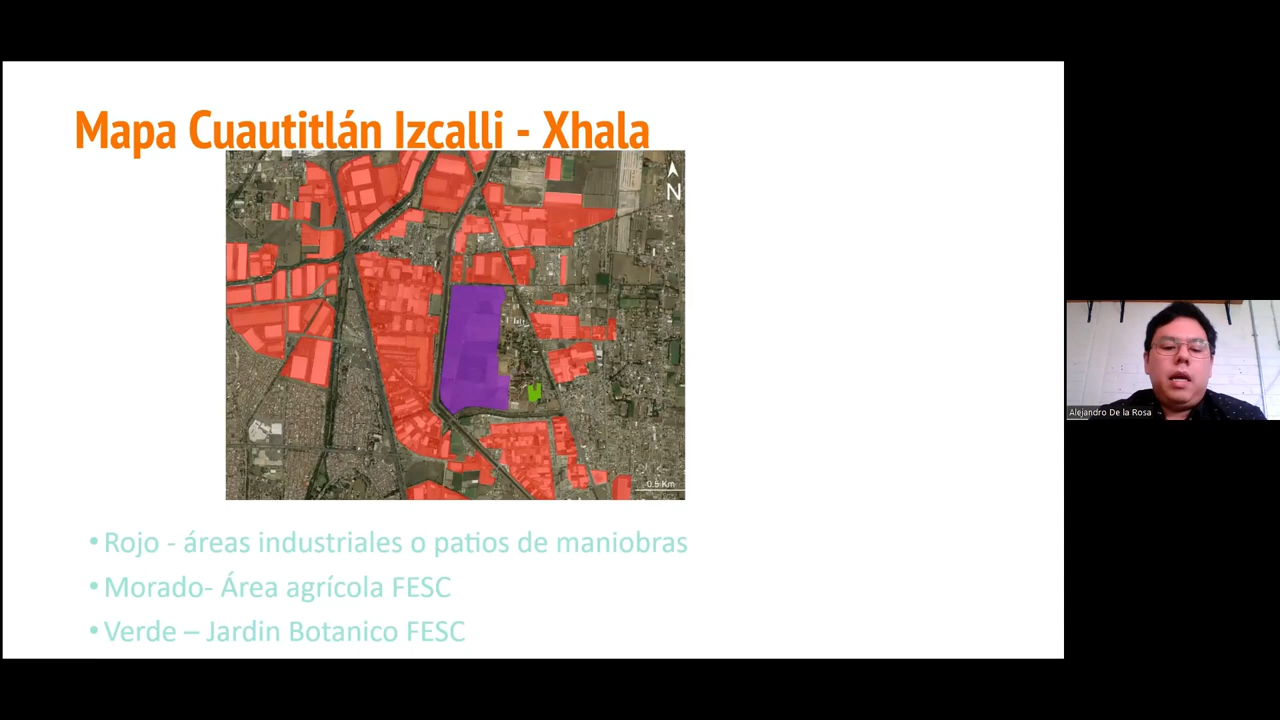 Mapa Cuautitlán Izcalli - Xhala
N
0.5 Km
• Rojo - áreas industriales o patios de maniobras
• Morado- Área agrícola FESC
• Verde – Jardin Botanico FESC
Alejandro De la Rosa